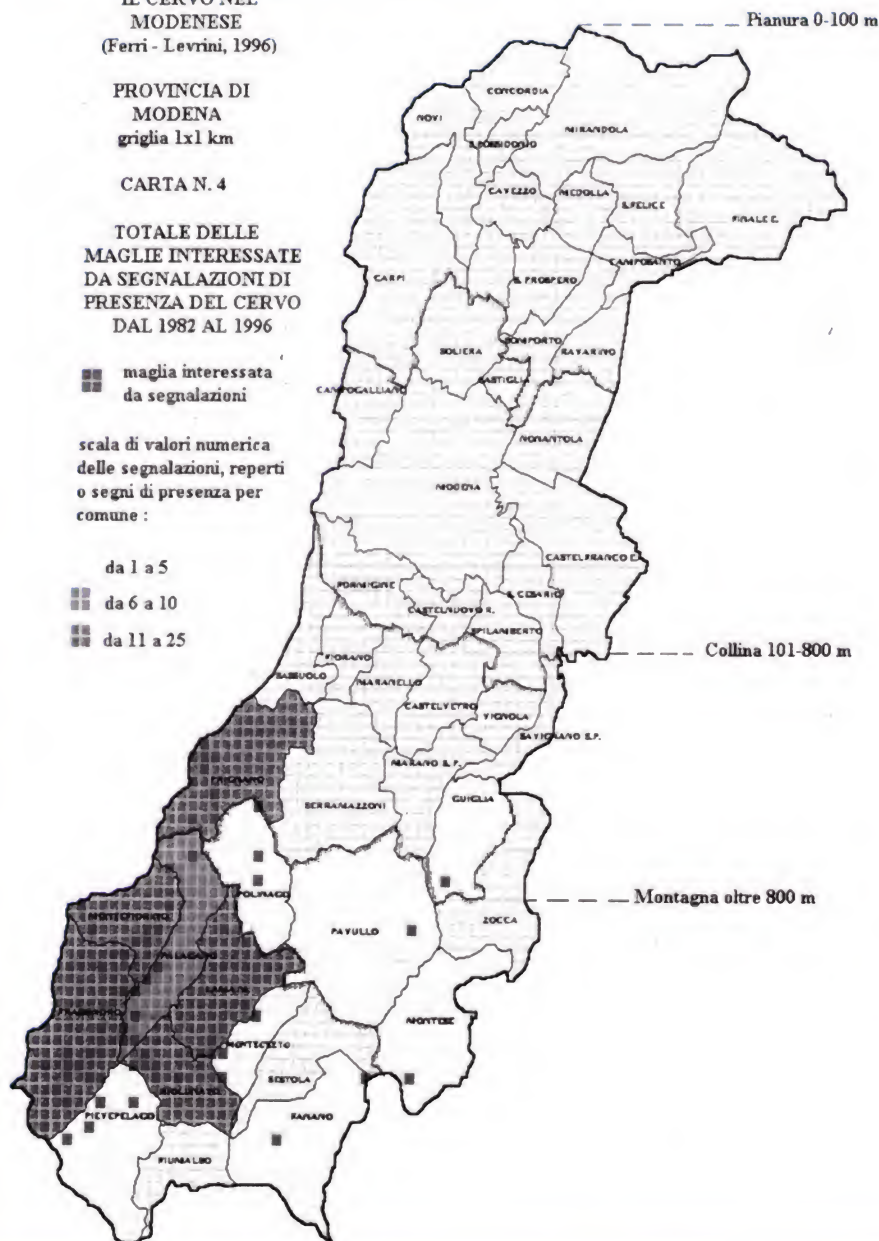 IL CERVO NEL
MODENESE
(Ferri - Levrini, 1996)
PROVINCIA DI
MODENA
griglia 1x1 km
CARTA N. 4
TOTALE DELLE
MAGLIE INTERESSATE
DA SEGNALAZIONI DI
PRESENZA DEL CERVO
DAL 1982 AL 1996
maglia interessata
da segnalazioni
scala di valori numerica
delle segnalazioni, reperti
o segni di presenza per
comune :
da 1 a 5
da 6 a 10
da 11 a 25
Pianura 0-100 m
CONCORDIA
NOVI
MIRANDOLA
S.POSSIDONIO
CAVEZZO
MEDOLLA
S.FELICE
FINALE E.
CAMPOSANTO
CARPI
S. PROSPERO
BOMPORTO
SOLIERA
RAVARINO
BASTIGLIA
CAMPOGALLIANO
NONANTOLA
MODENA
CASTELFRANCO E.
FORMIGINE
S. CESARIO
CASTELNUOVO R.
SPILAMBERTO
Collina 101-800 m
FIORANO
SASSUOLO
MARANELLO
CASTELVETRO
VIGNOLA
SAVIGNANO S.P.
MARANO S.P.
PRIGNANO
SERRAMAZZONI
GUIGLIA
POLINAGO
Montagna oltre 800 m
MONTEFIORINO
ZOCCA
PAVULLO
PALAGANO
LAMA M.
FRASSINORO
MONTESE
MONTECRETO
SESTOLA
RIOLUNATO
PIEVEPELAGO
FANANO
FIUMALBO